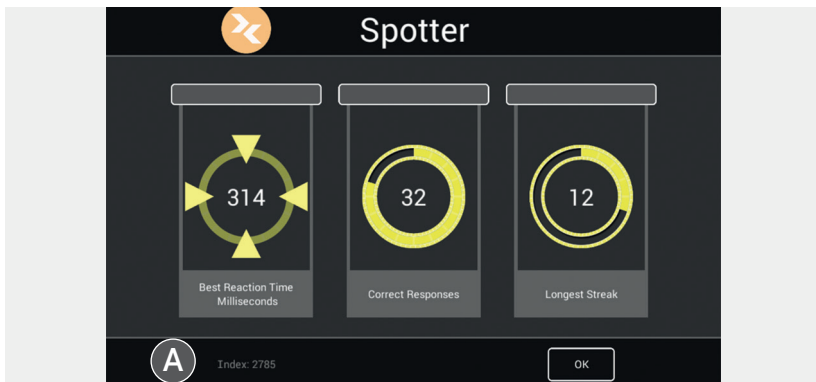 Spotter
314
32
12
Best Reaction Time
Milliseconds
Correct Responses
Longest Streak
A
Index: 2785
OK